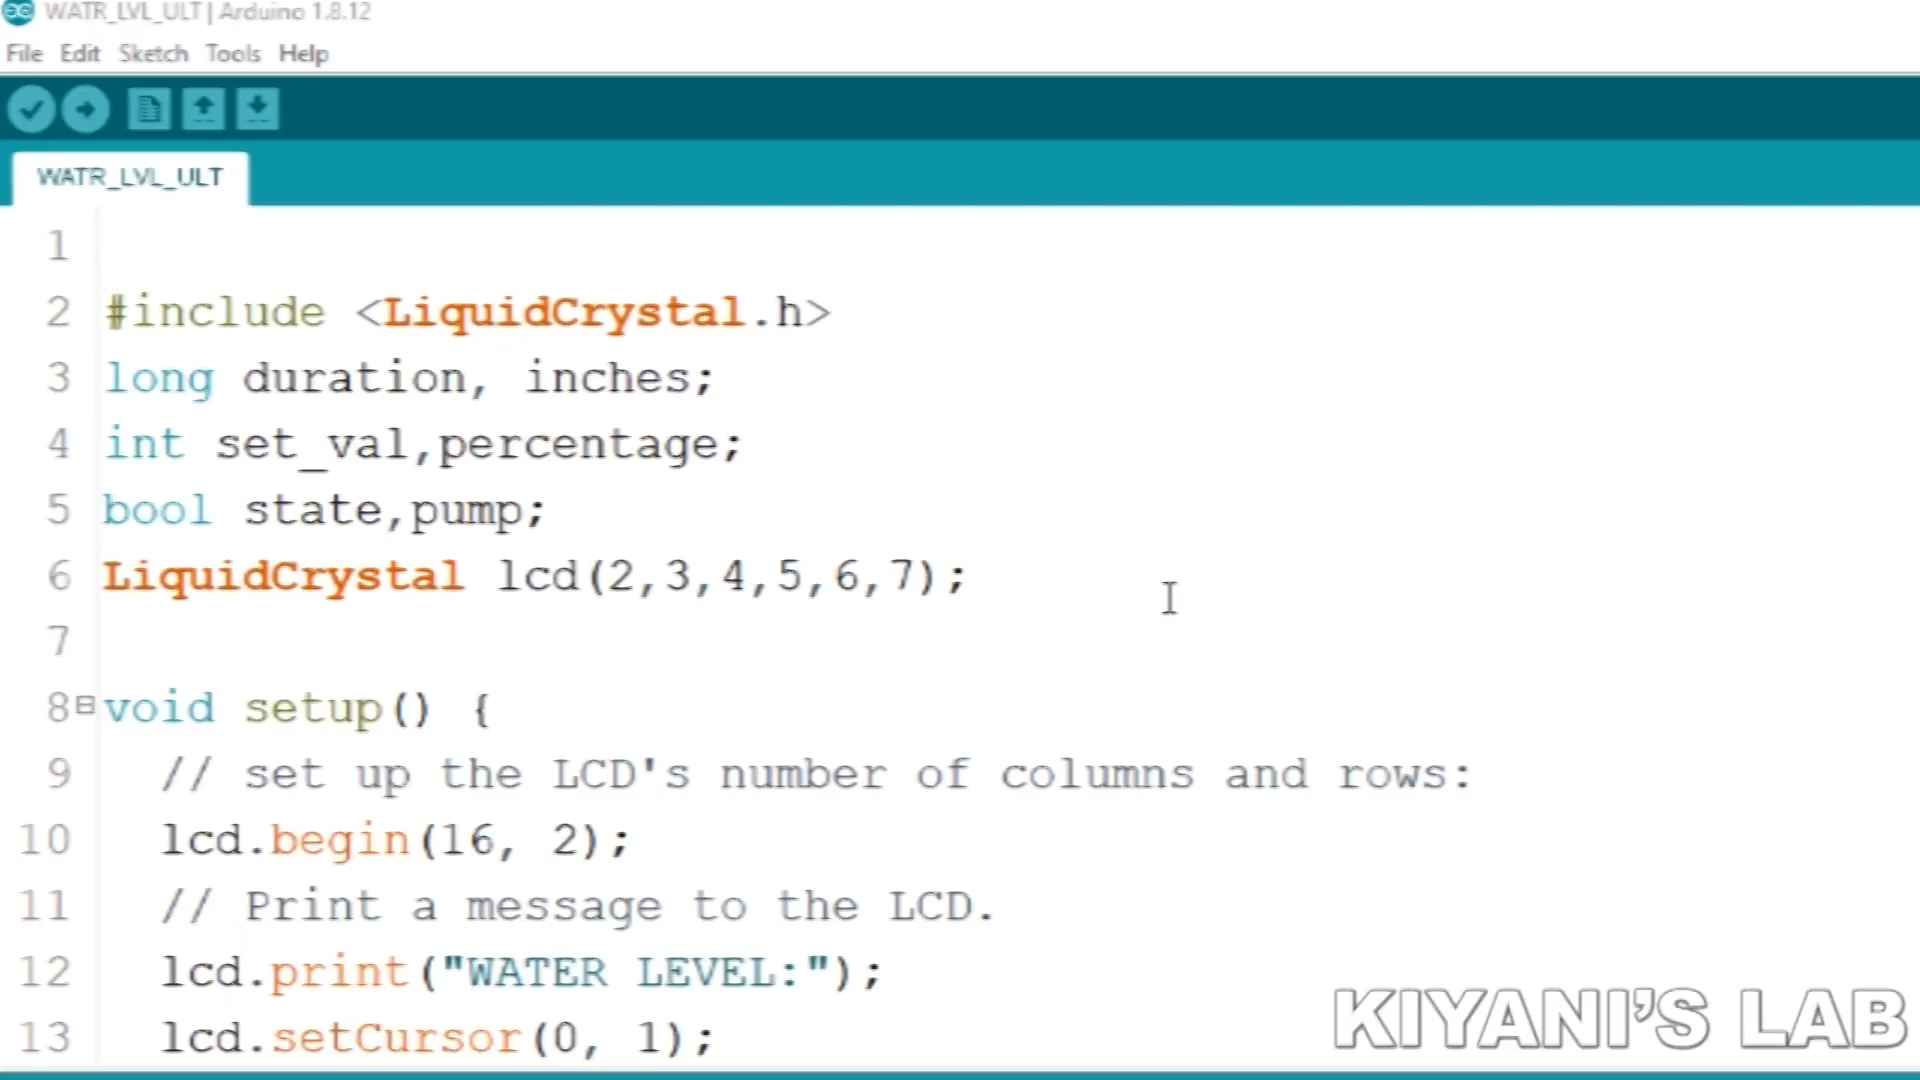 WATR_LVL_ULT | Arduino 1.8.12
File Edit Sketch Tools Help
WATR_LVL_ULT
1
2 #include <LiquidCrystal.h>
3 long duration, inches;
4 int set_val,percentage;
5 bool state,pump;
6 LiquidCrystal lcd(2,3,4,5,6,7);
7
8 void setup() {
9 // set up the LCD's number of columns and rows:
10 lcd.begin(16, 2);
11 // Print a message to the LCD.
12 lcd.print("WATER LEVEL:");
13 lcd.setCursor(0, 1);
KIYANI'S LAB